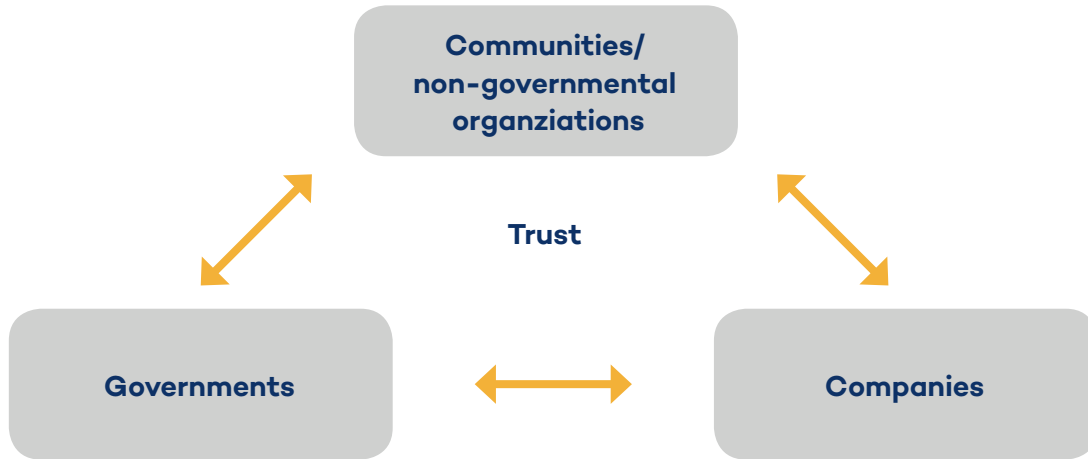 Communities/
non-governmental
organziations
Trust
Governments
Companies